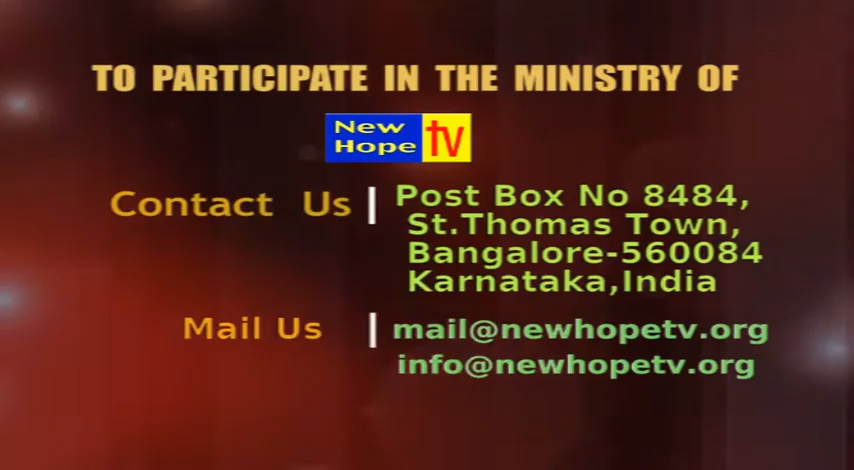 TO PARTICIPATE IN THE MINISTRY OF
New
Hope tv
Contact Us | Post Box No 8484,
St.Thomas Town,
Bangalore-560084
Karnataka,India
Mail Us | mail@newhopetv.org
info@newhopetv.org